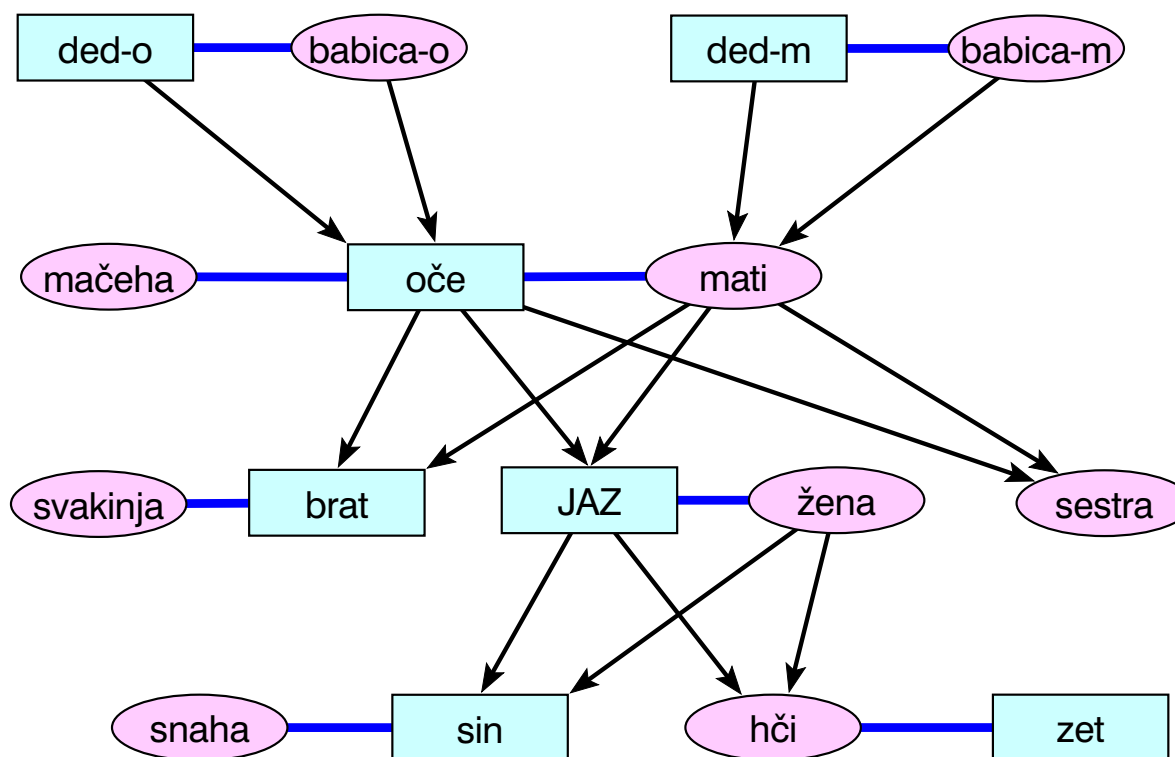 ded-o
babica-o
ded-m
babica-m
mačeha
oče
mati
svakinja
brat
JAZ
žena
sestra
snaha
sin
hči
zet